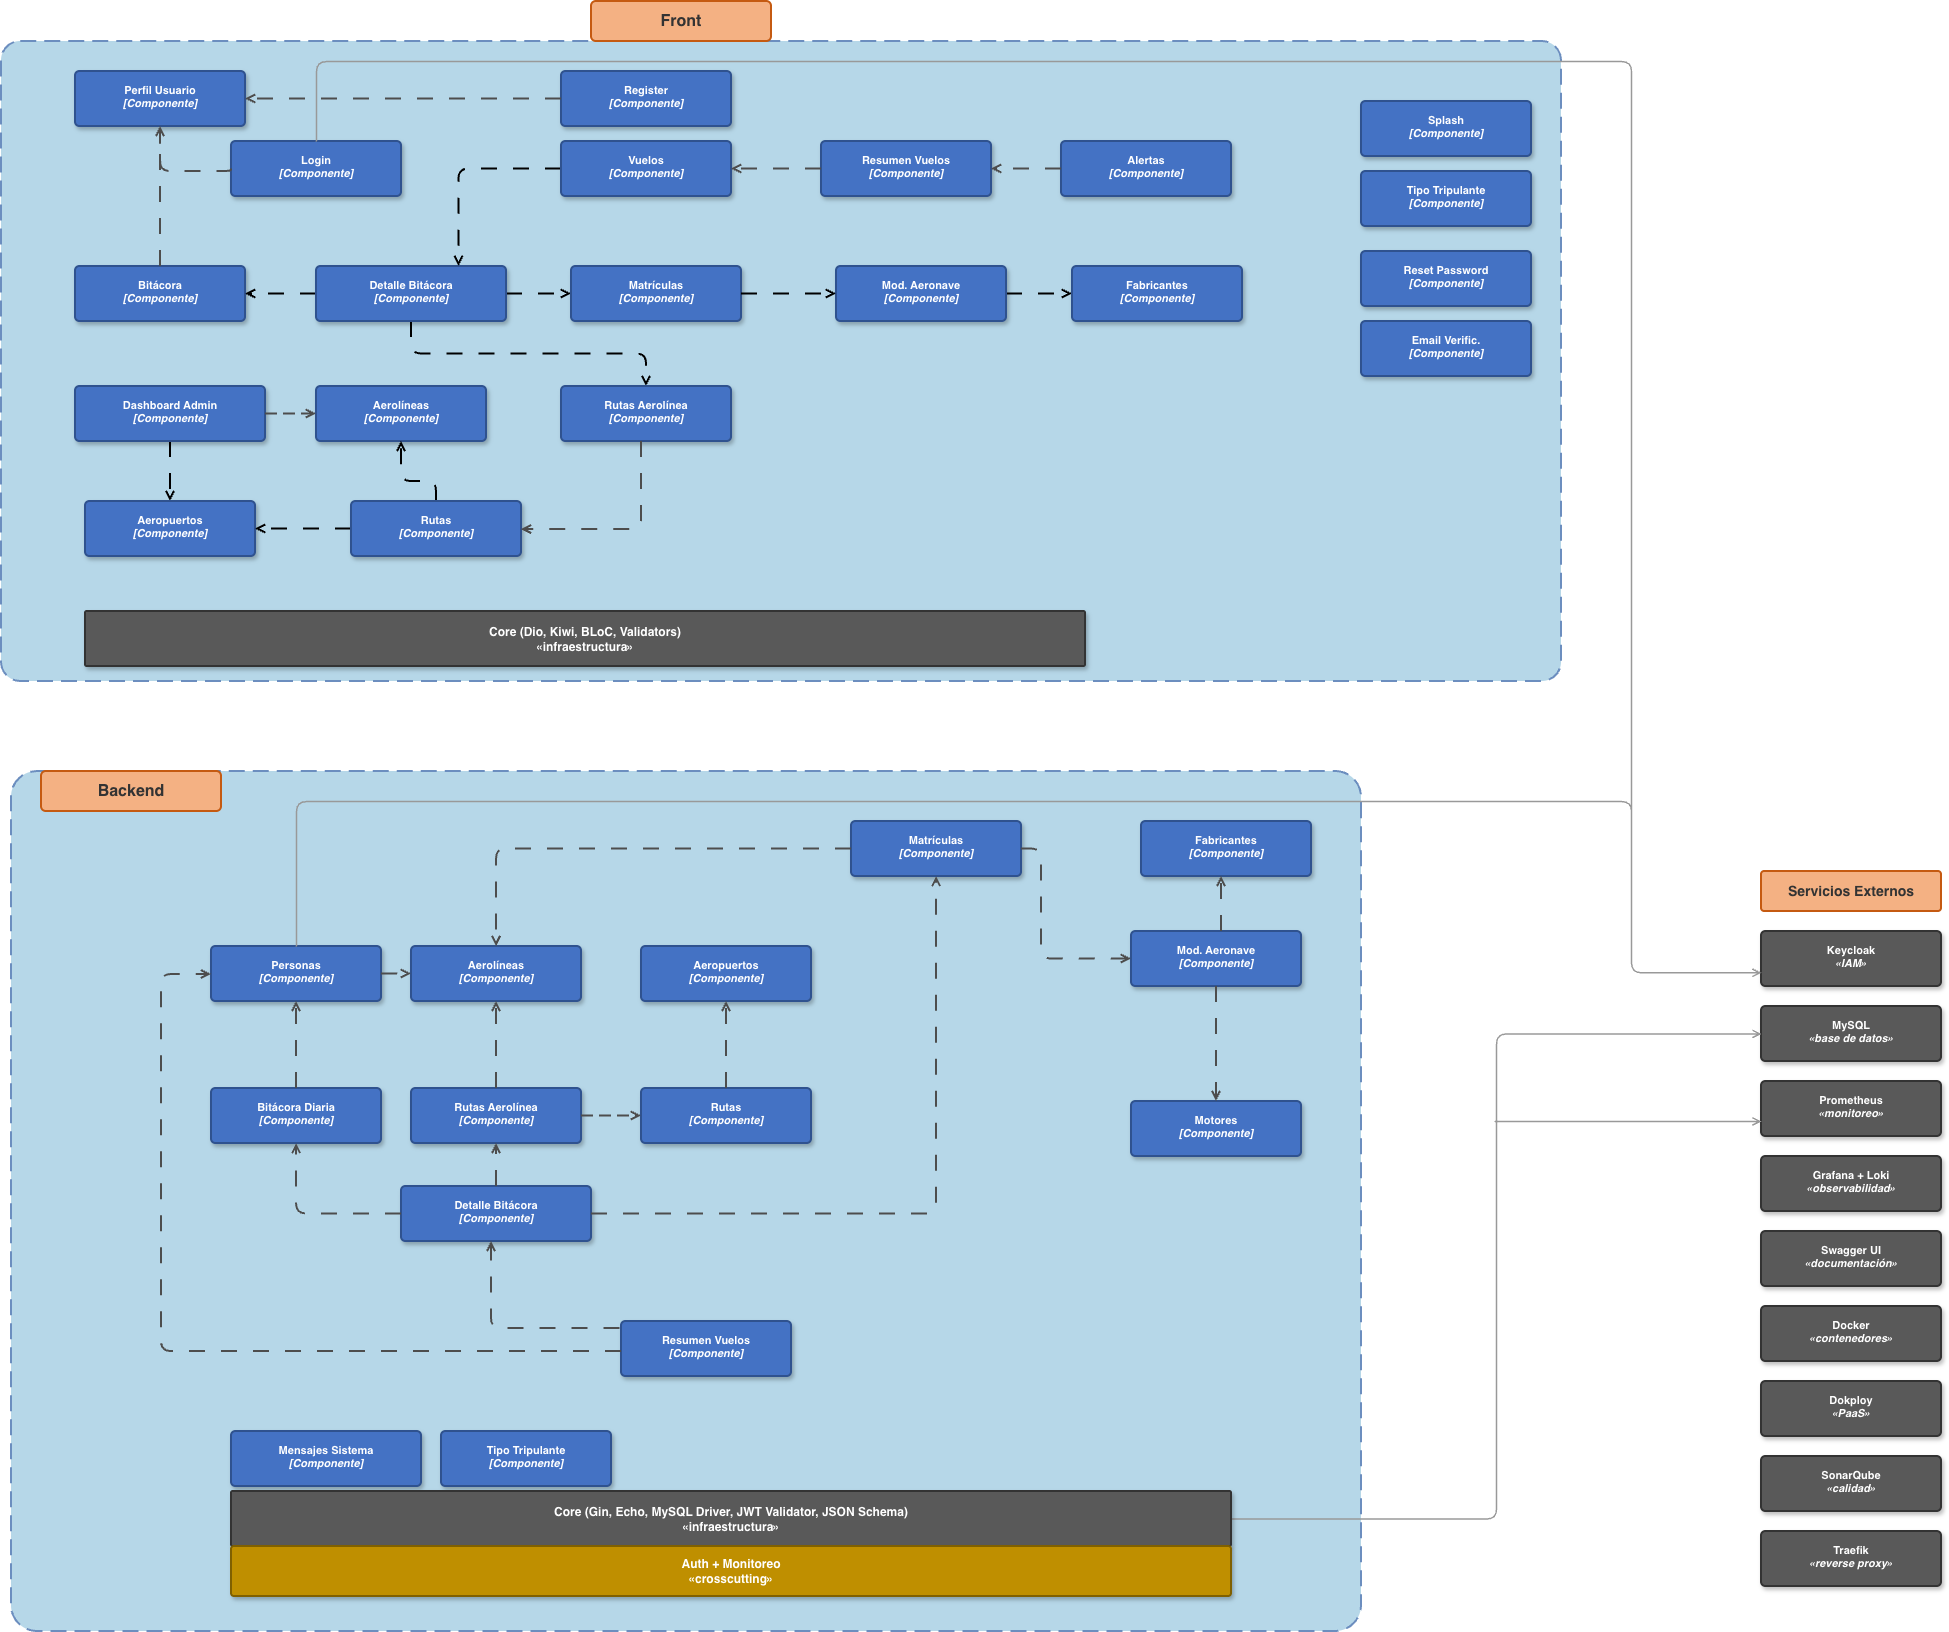 Front
Perfil Usuario
[Componente]
Register
[Componente]
Splash
[Componente]
Login
[Componente]
Vuelos
[Componente]
Resumen Vuelos
[Componente]
Alertas
[Componente]
Tipo Tripulante
[Componente]
Bitácora
[Componente]
Detalle Bitácora
[Componente]
Matrículas
[Componente]
Mod. Aeronave
[Componente]
Fabricantes
[Componente]
Reset Password
[Componente]
Email Verific.
[Componente]
Dashboard Admin
[Componente]
Aerolíneas
[Componente]
Rutas Aerolínea
[Componente]
Aeropuertos
[Componente]
Rutas
[Componente]
Core (Dio, Kiwi, BLoC, Validators)
«infraestructura»
Backend
Matrículas
[Componente]
Fabricantes
[Componente]
Personas
[Componente]
Aerolíneas
[Componente]
Aeropuertos
[Componente]
Mod. Aeronave
[Componente]
Bitácora Diaria
[Componente]
Rutas Aerolínea
[Componente]
Rutas
[Componente]
Motores
[Componente]
Detalle Bitácora
[Componente]
Resumen Vuelos
[Componente]
Mensajes Sistema
[Componente]
Tipo Tripulante
[Componente]
Core (Gin, Echo, MySQL Driver, JWT Validator, JSON Schema)
«infraestructura»
Auth + Monitoreo
«crosscutting»
Servicios Externos
Keycloak
«IAM»
MySQL
«base de datos»
Prometheus
«monitoreo»
Grafana + Loki
«observabilidad»
Swagger UI
«documentación»
Docker
«contenedores»
Dokploy
«PaaS»
SonarQube
«calidad»
Traefik
«reverse proxy»